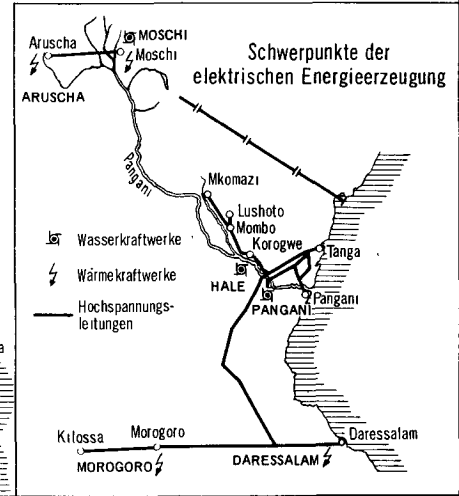 Schwerpunkte der
elektrischen Energieerzeugung
Aruscha
MOSCHI
Moschi
ARUSCHA
Pangani
Mkomazi
Lushoto
Mombo
Korogwe
Tanga
HALE
PANGANI
Pangani
Wasserkraftwerke
Wärmekraftwerke
Hochspannungs-
leitungen
a
Kilossa
Morogoro
Daressalam
MOROGORO
DARESSALAM